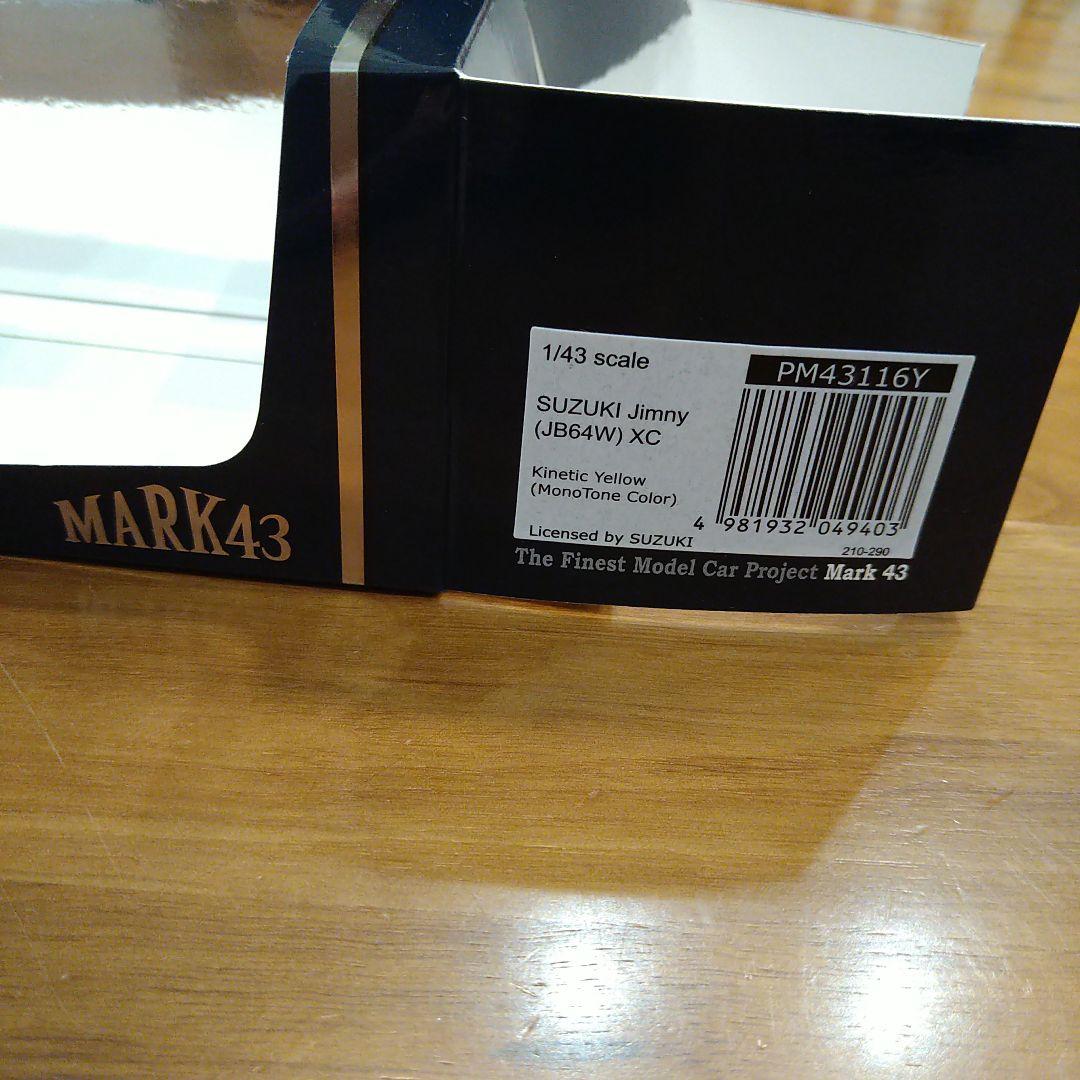 MARK43
1/43 scale
PM43116Y
SUZUKI Jimny
(JB64W) XC
Kinetic Yellow
(MonoTone Color)
4 981932 049403
Licensed by SUZUKI
210-290
The Finest Model Car Project Mark 43